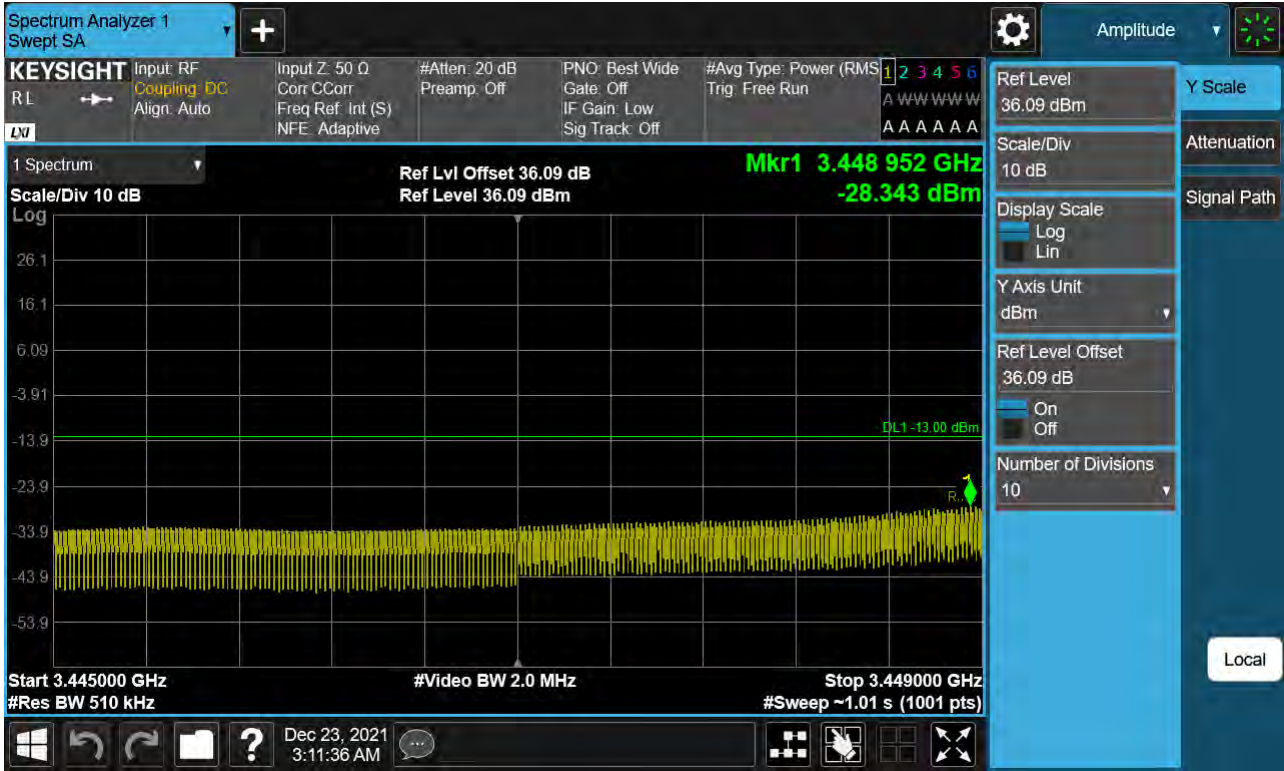 Spectrum Analyzer 1
Swept SA
+
Amplitude
KEYSIGHT
RL
LXI
Input: RF
Coupling: DC
Align: Auto
Input Z: 50 Ω
Corr CCorr
Freq Ref: Int (S)
NFE: Adaptive
#Atten: 20 dB
Preamp: Off
PNO: Best Wide
Gate: Off
IF Gain: Low
Sig Track: Off
#Avg Type: Power (RMS
Trig: Free Run
1 2 3 4 5 6
A W W W W W
A A A A A A
1 Spectrum
Scale/Div 10 dB
Log
Ref Lvl Offset 36.09 dB
Ref Level 36.09 dBm
Mkr1 3.448 952 GHz
-28.343 dBm
26.1
16.1
6.09
-3.91
-13.9
-23.9
-33.9
-43.9
-53.9
DL1 -13.00 dBm
1
R..
Start 3.445000 GHz
#Res BW 510 kHz
#Video BW 2.0 MHz
Stop 3.449000 GHz
#Sweep ~1.01 s (1001 pts)
Ref Level
36.09 dBm
Scale/Div
10 dB
Display Scale
Log
Lin
Y Axis Unit
dBm
Ref Level Offset
36.09 dB
On
Off
Number of Divisions
10
Y Scale
Attenuation
Signal Path
Local
?
Dec 23, 2021
3:11:36 AM